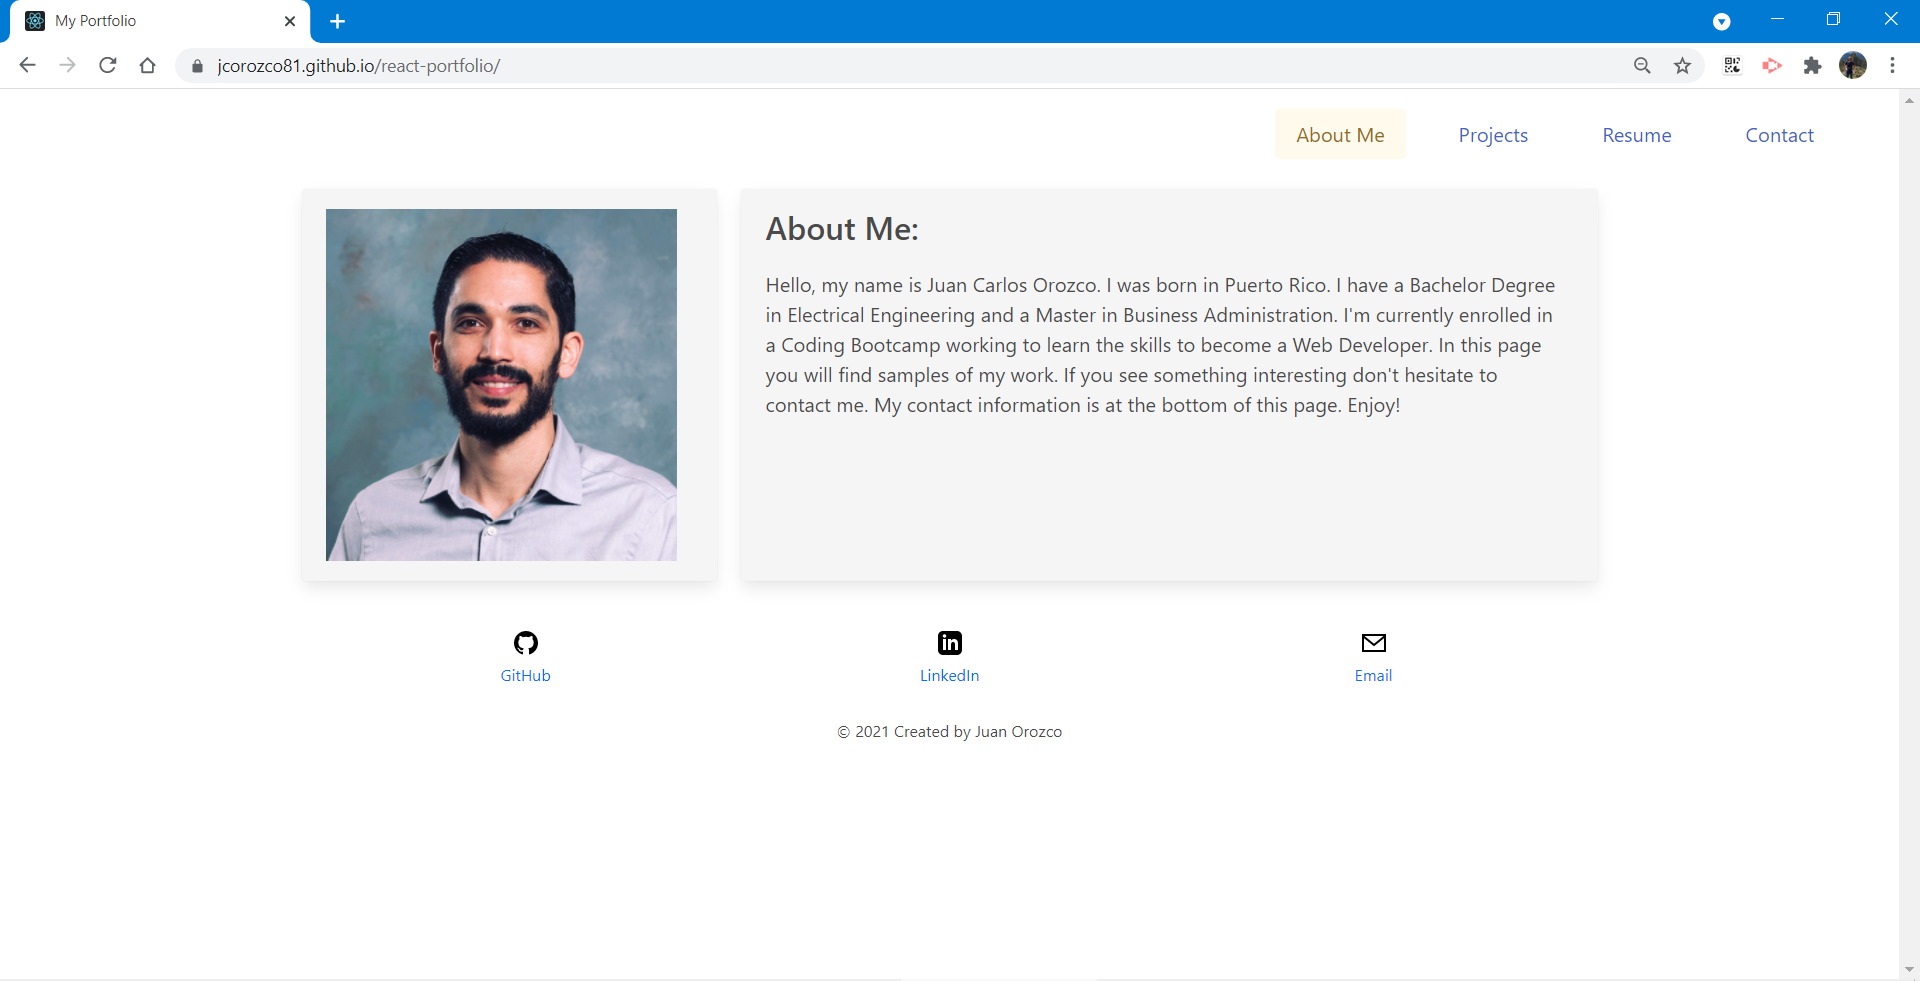 My Portfolio
jcorozco81.github.io/react-portfolio/
About Me Projects Resume Contact
About Me:
Hello, my name is Juan Carlos Orozco. I was born in Puerto Rico. I have a Bachelor Degree
in Electrical Engineering and a Master in Business Administration. I'm currently enrolled in
a Coding Bootcamp working to learn the skills to become a Web Developer. In this page
you will find samples of my work. If you see something interesting don't hesitate to
contact me. My contact information is at the bottom of this page. Enjoy!
in
GitHub LinkedIn Email
© 2021 Created by Juan Orozco